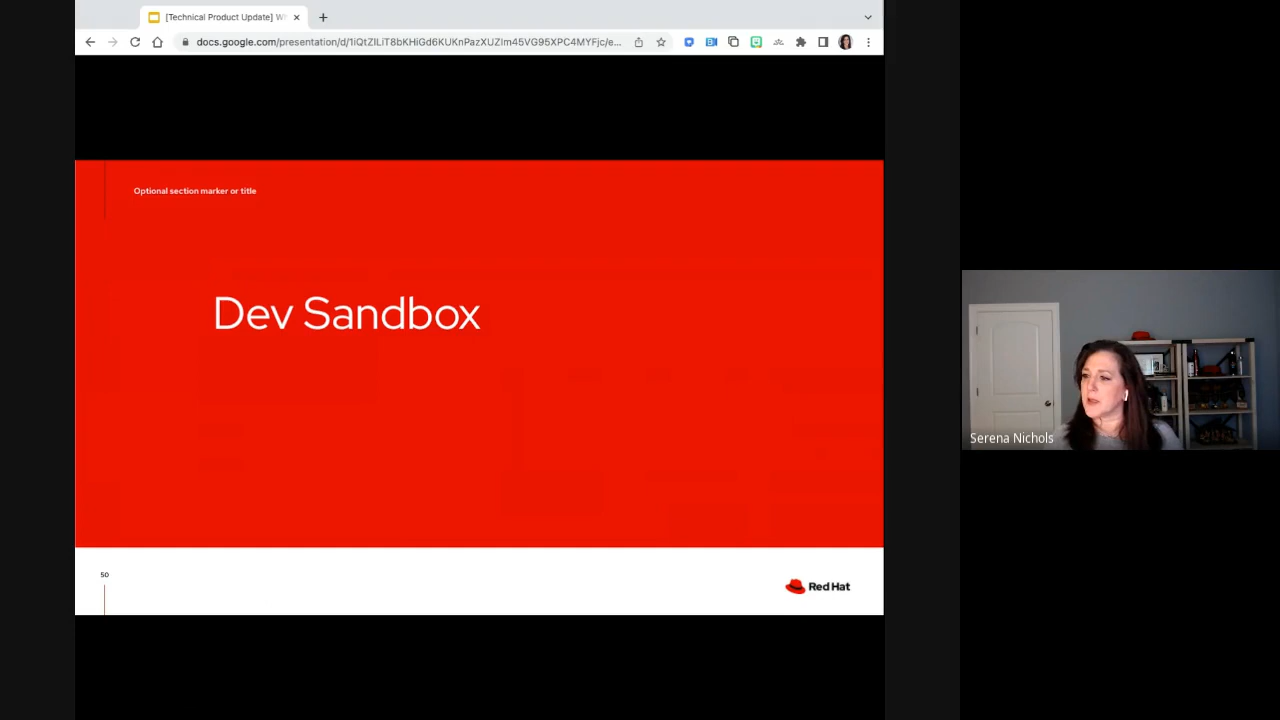 [Technical Product Update] W
docs.google.com/presentation/d/1iQtZlLiT8bKHiGd6KUKnPazXUZIm45VG95XPC4MYFjc/e...
Optional section marker or title
Dev Sandbox
50
Red Hat
Serena Nichols